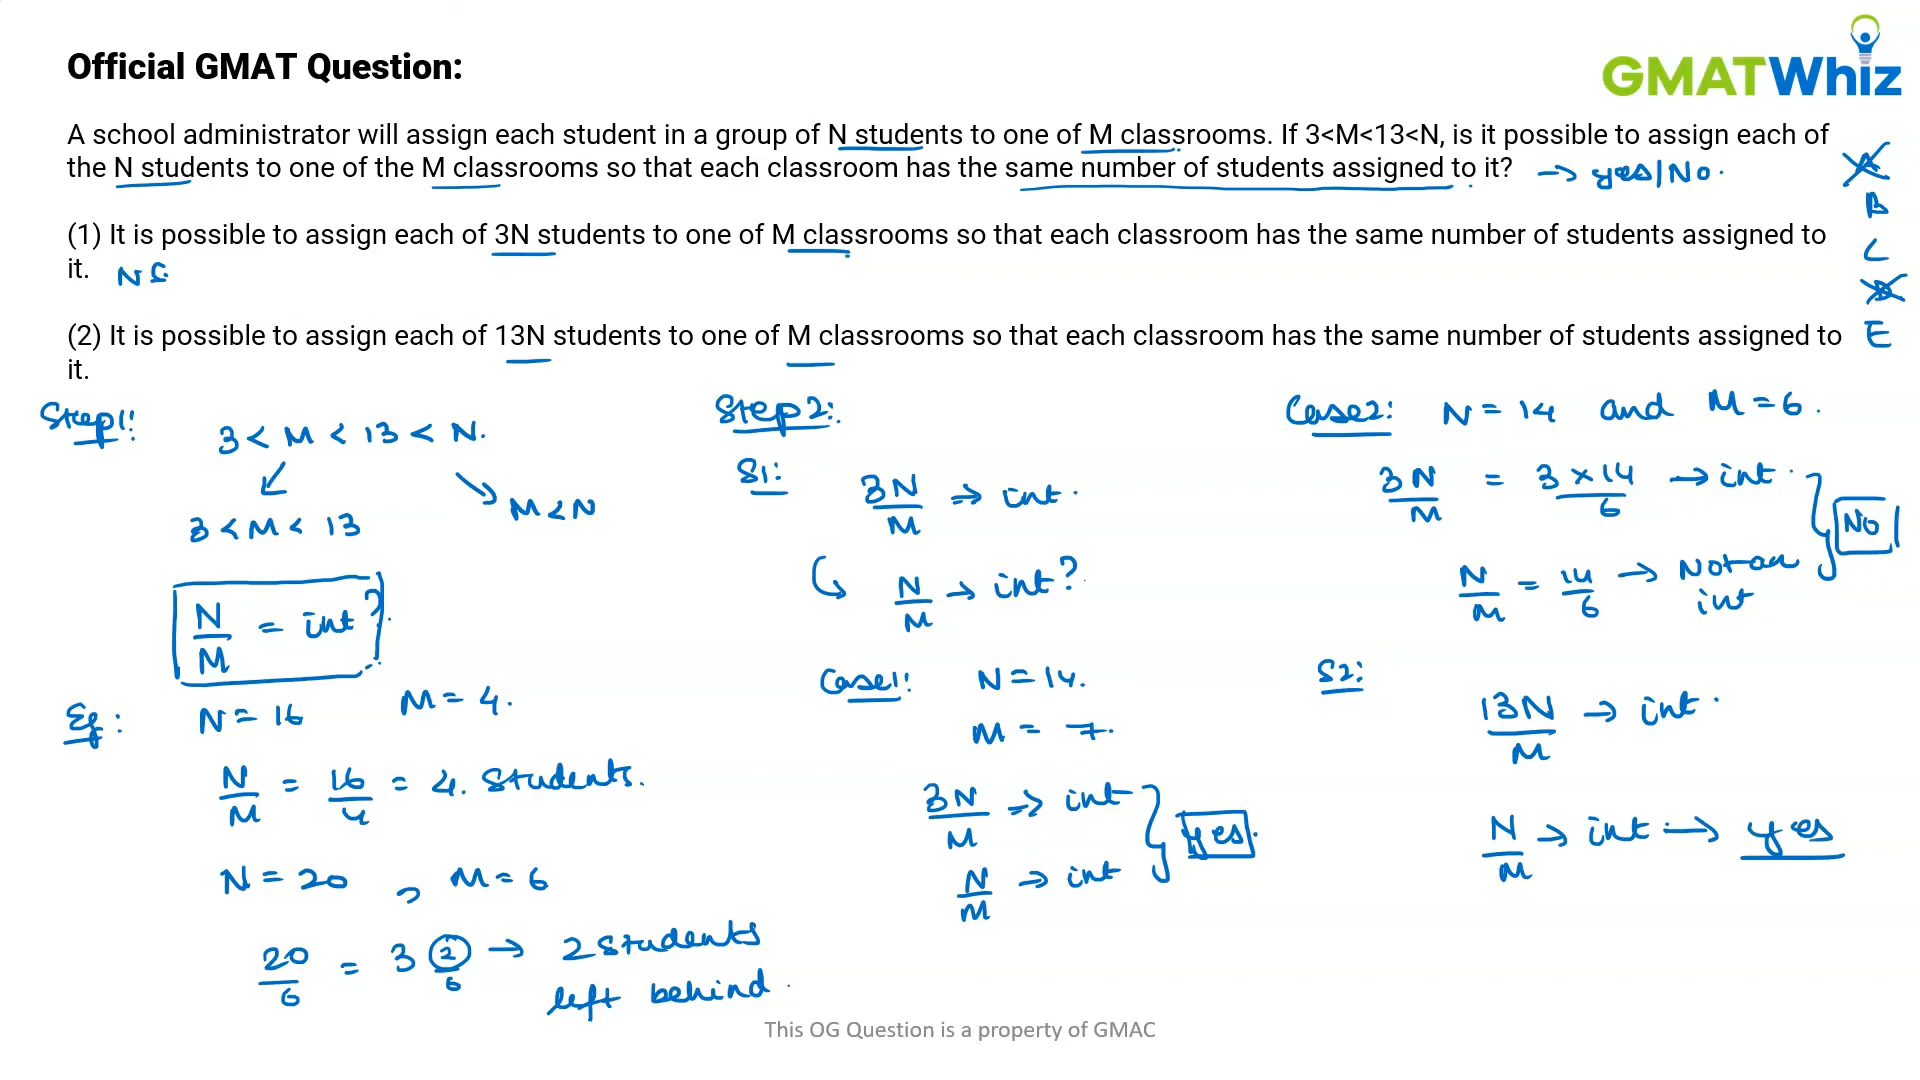 Official GMAT Question:
GMATWhiz
A school administrator will assign each student in a group of N students to one of M classrooms. If 3<M<13<N, is it possible to assign each of
the N students to one of the M classrooms so that each classroom has the same number of students assigned to it? → yes/No.
(1) It is possible to assign each of 3N students to one of M classrooms so that each classroom has the same number of students assigned to
it. NS
(2) It is possible to assign each of 13N students to one of M classrooms so that each classroom has the same number of students assigned to
it.
A
B
C
D
E
Step1:
3 < M < 13 < N.
3 < M < 13
M < N
N/M = int?
Eg: N = 16 M = 4.
N/M = 16/4 = 4. Students.
N = 20, M = 6
20/6 = 3 2/6 → 2 students
left behind.
Step2:
S1: 3N/M ⇒ int.
N/M → int?
Case1: N = 14.
M = 7.
3N/M ⇒ int
N/M → int
yes.
Case2: N = 14 and M = 6.
3N/M = 3 × 14/6 → int.
N/M = 14/6 → Not an
int
No
S2:
13N/M → int.
N/M → int → yes
This OG Question is a property of GMAC